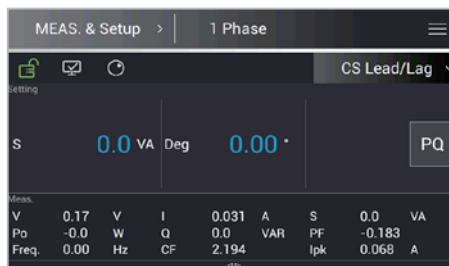 MEAS. & Setup > 1 Phase
CS Lead/Lag
Setting
S 0.0 VA Deg 0.00 °
PQ
Meas.
V 0.17 V I 0.031 A S 0.0 VA
Po -0.0 W Q 0.0 VAR PF -0.183
Freq. 0.00 Hz CF 2.194 Ipk 0.068 A